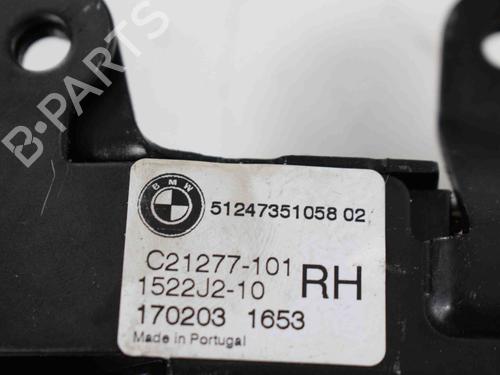 B-PARTS
BMW
51247351058 02
C21277-101
1522J2-10
RH
170203 1653
Made in Portugal